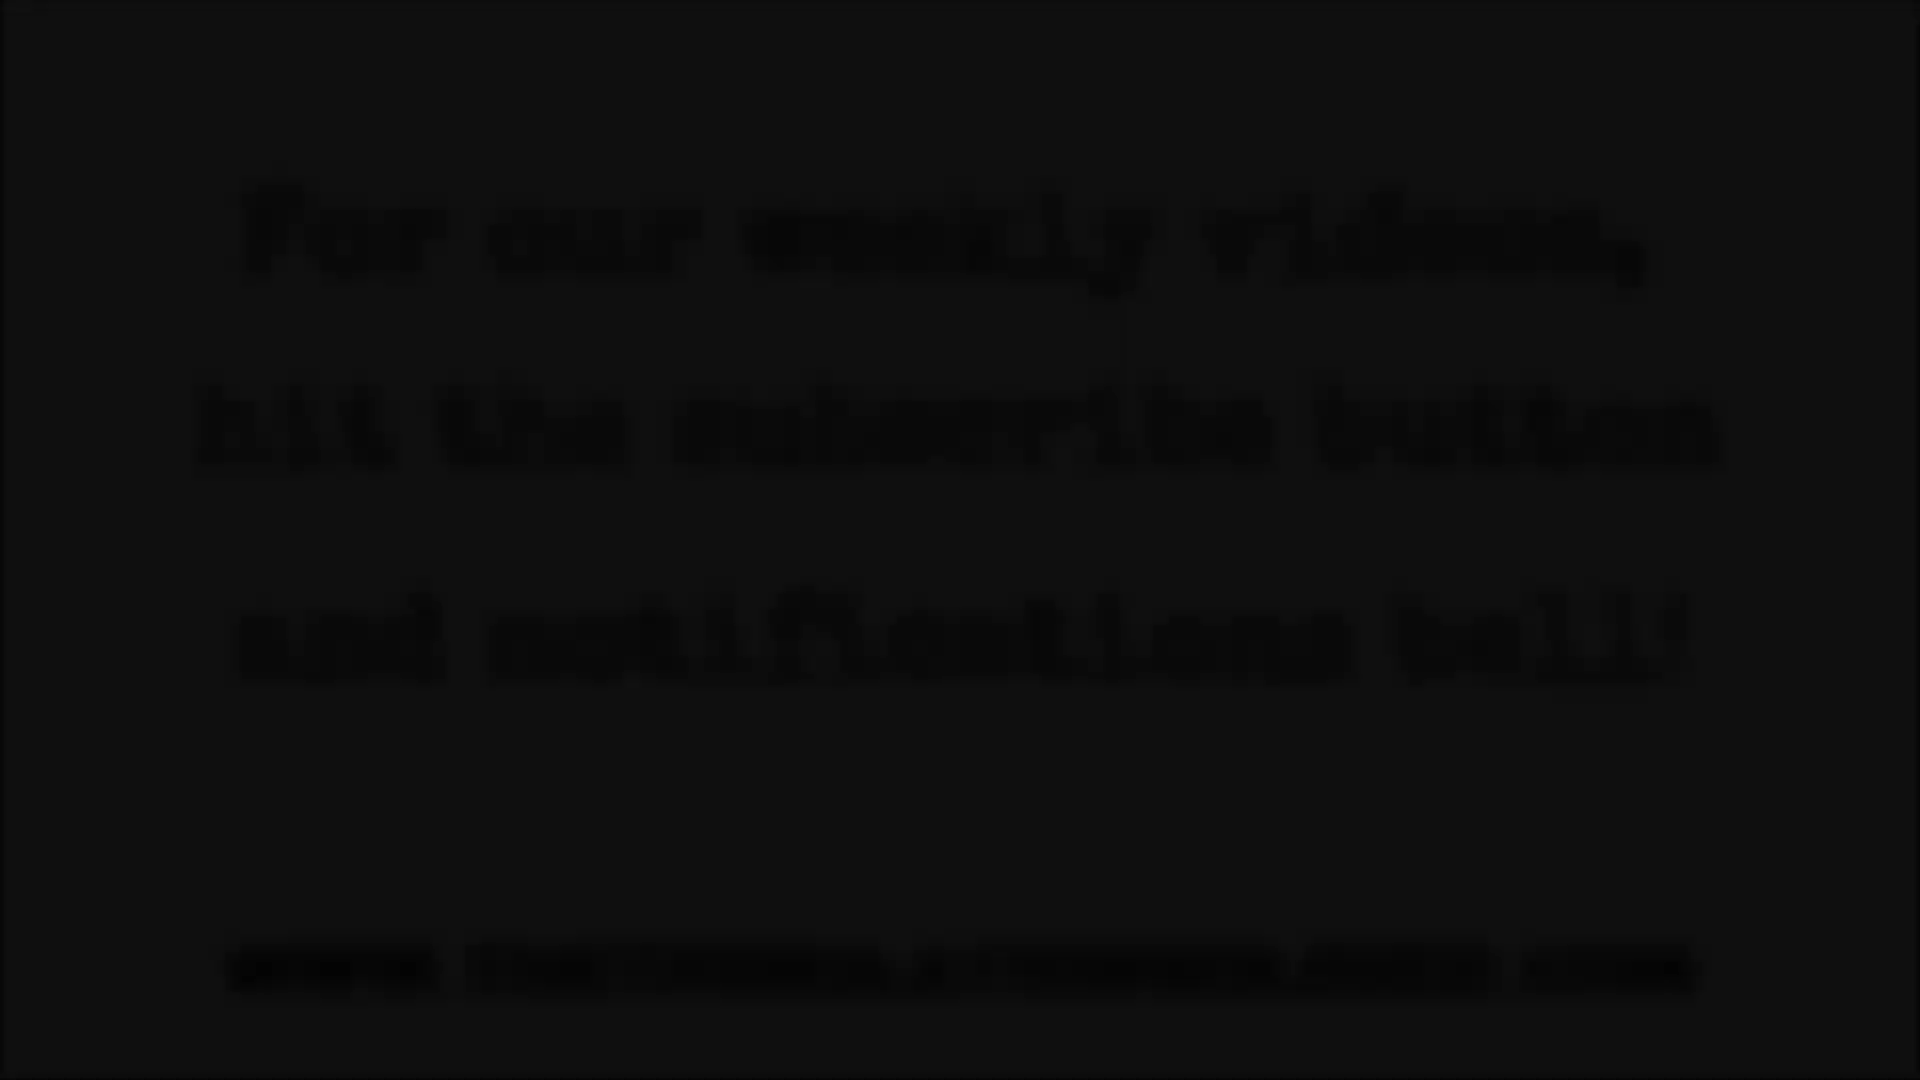 For our weekly videos,
hit the subscribe button
and notifications bell!